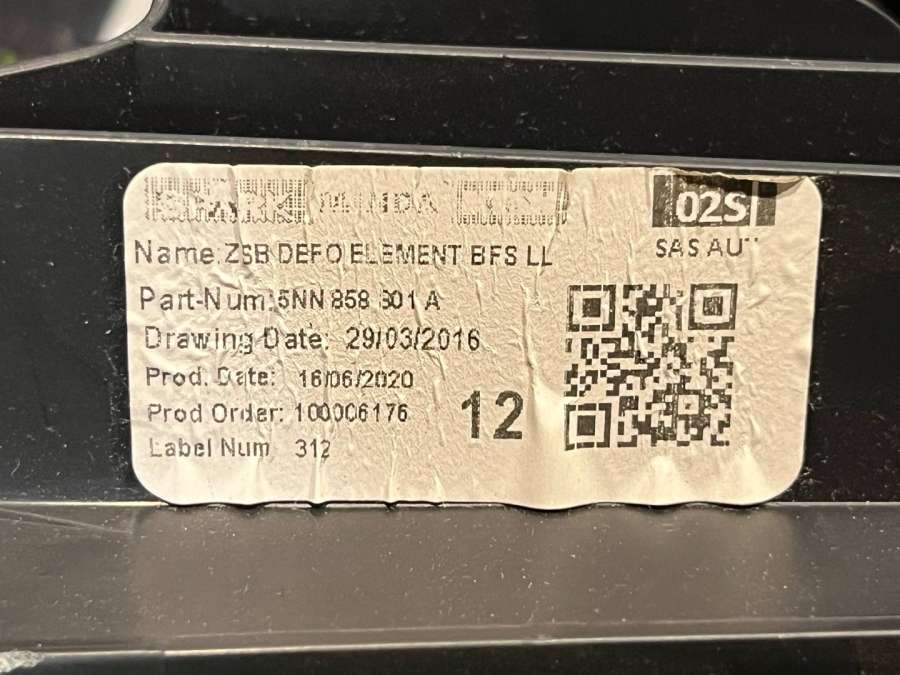 02S
SAS AUT
Name: ZSB DEFO ELEMENT BFS LL
Part-Num: 5NN 858 A
Drawing Date: 29/03/2016
Prod. Date: 16/06/2020
Prod Order: 100006176
12
Label Num 312